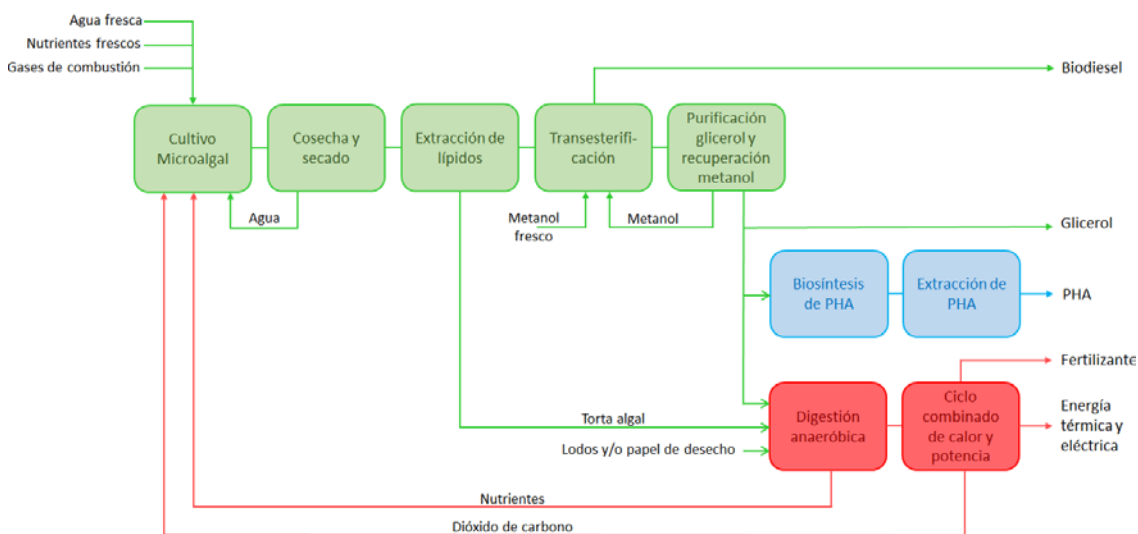 Agua fresca
Nutrientes frescos
Gases de combustión
Biodiesel
Cultivo
Microalgal
Cosecha y
secado
Extracción de
lípidos
Transesterifi-
cación
Purificación
glicerol y
recuperación
metanol
Agua
Metanol
fresco
Metanol
Glicerol
Biosíntesis
de PHA
Extracción de
PHA
PHA
Fertilizante
Torta algal
Lodos y/o papel de desecho
Digestión
anaeróbica
Ciclo
combinado
de calor y
potencia
Energía
térmica y
eléctrica
Nutrientes
Dióxido de carbono